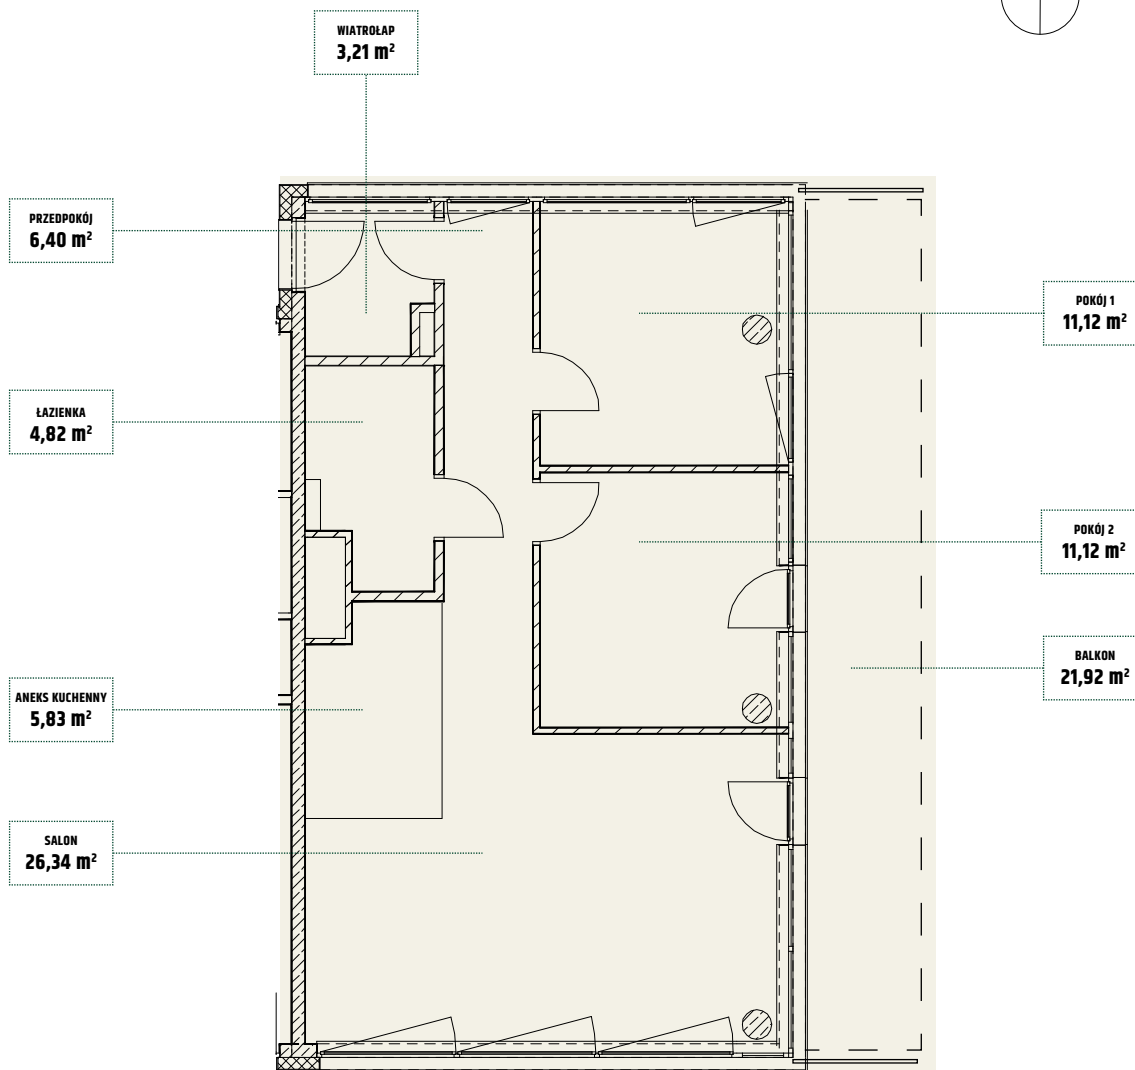 WIATROŁAP
3,21 m²
PRZEDPOKÓJ
6,40 m²
POKÓJ 1
11,12 m²
ŁAZIENKA
4,82 m²
POKÓJ 2
11,12 m²
BALKON
21,92 m²
ANEKS KUCHENNY
5,83 m²
SALON
26,34 m²